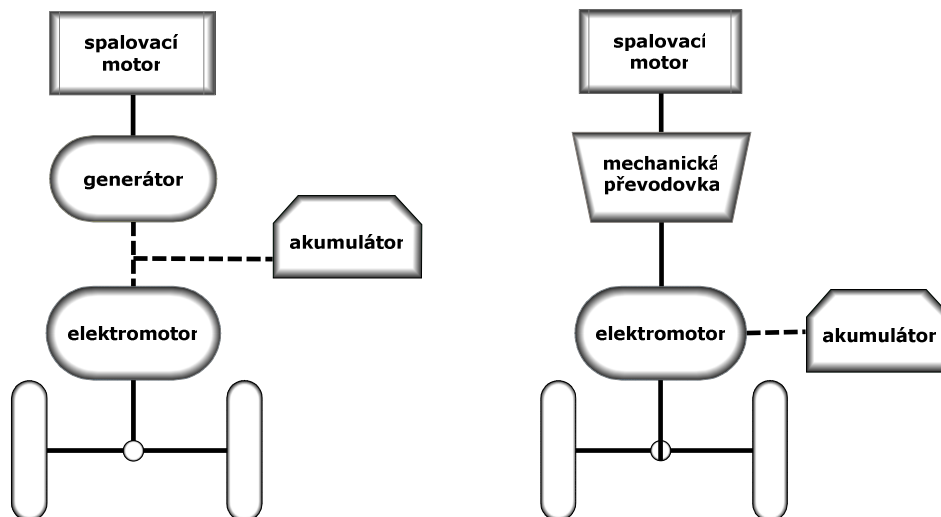 spalovací
motor
generátor
akumulátor
elektromotor
spalovací
motor
mechanická
převodovka
elektromotor
akumulátor